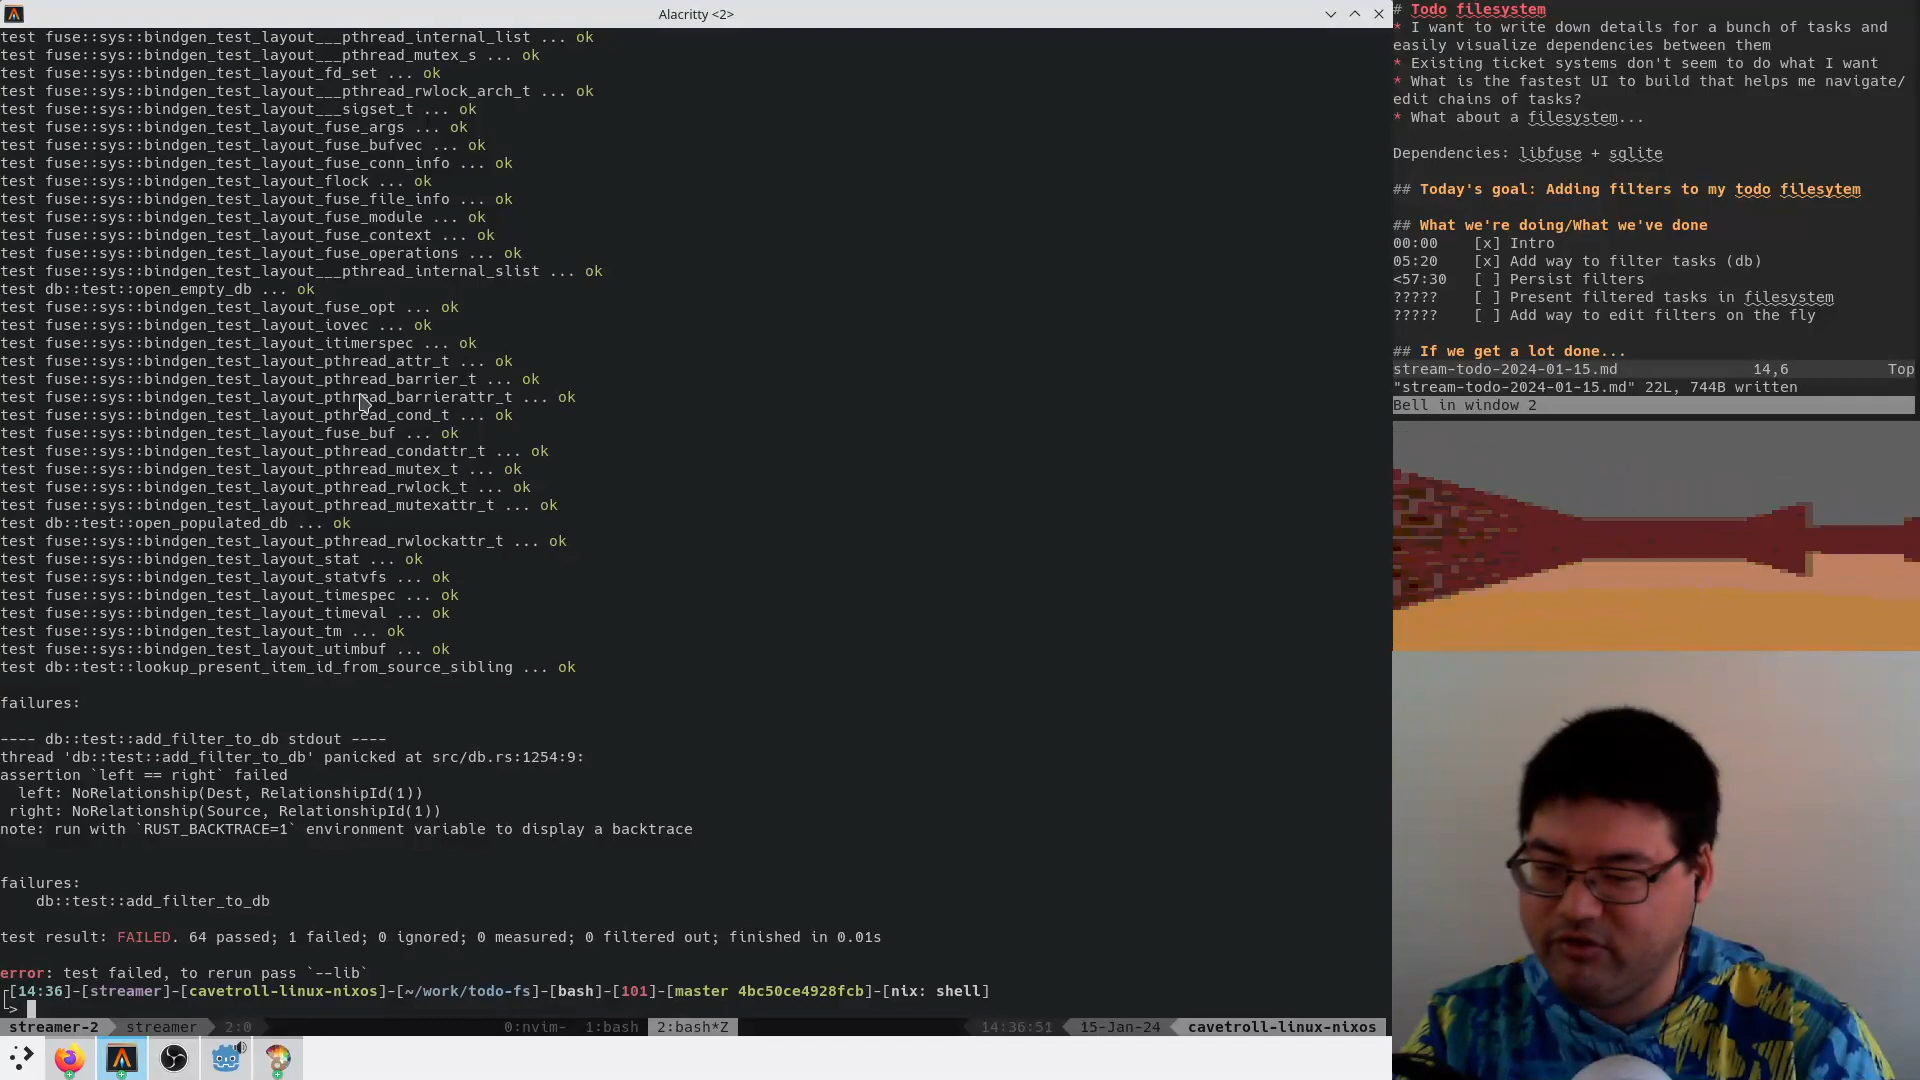 Alacritty <2>
test fuse::sys::bindgen_test_layout___pthread_internal_list ... ok
test fuse::sys::bindgen_test_layout___pthread_mutex_s ... ok
test fuse::sys::bindgen_test_layout_fd_set ... ok
test fuse::sys::bindgen_test_layout___pthread_rwlock_arch_t ... ok
test fuse::sys::bindgen_test_layout___sigset_t ... ok
test fuse::sys::bindgen_test_layout_fuse_args ... ok
test fuse::sys::bindgen_test_layout_fuse_bufvec ... ok
test fuse::sys::bindgen_test_layout_fuse_conn_info ... ok
test fuse::sys::bindgen_test_layout_flock ... ok
test fuse::sys::bindgen_test_layout_fuse_file_info ... ok
test fuse::sys::bindgen_test_layout_fuse_module ... ok
test fuse::sys::bindgen_test_layout_fuse_context ... ok
test fuse::sys::bindgen_test_layout_fuse_operations ... ok
test fuse::sys::bindgen_test_layout___pthread_internal_slist ... ok
test db::test::open_empty_db ... ok
test fuse::sys::bindgen_test_layout_fuse_opt ... ok
test fuse::sys::bindgen_test_layout_iovec ... ok
test fuse::sys::bindgen_test_layout_itimerspec ... ok
test fuse::sys::bindgen_test_layout_pthread_attr_t ... ok
test fuse::sys::bindgen_test_layout_pthread_barrier_t ... ok
test fuse::sys::bindgen_test_layout_pthread_barrierattr_t ... ok
test fuse::sys::bindgen_test_layout_pthread_cond_t ... ok
test fuse::sys::bindgen_test_layout_fuse_buf ... ok
test fuse::sys::bindgen_test_layout_pthread_condattr_t ... ok
test fuse::sys::bindgen_test_layout_pthread_mutex_t ... ok
test fuse::sys::bindgen_test_layout_pthread_rwlock_t ... ok
test fuse::sys::bindgen_test_layout_pthread_mutexattr_t ... ok
test db::test::open_populated_db ... ok
test fuse::sys::bindgen_test_layout_pthread_rwlockattr_t ... ok
test fuse::sys::bindgen_test_layout_stat ... ok
test fuse::sys::bindgen_test_layout_statvfs ... ok
test fuse::sys::bindgen_test_layout_timespec ... ok
test fuse::sys::bindgen_test_layout_timeval ... ok
test fuse::sys::bindgen_test_layout_tm ... ok
test fuse::sys::bindgen_test_layout_utimbuf ... ok
test db::test::lookup_present_item_id_from_source_sibling ... ok
failures:
---- db::test::add_filter_to_db stdout ----
thread 'db::test::add_filter_to_db' panicked at src/db.rs:1254:9:
assertion `left == right` failed
left: NoRelationship(Dest, RelationshipId(1))
right: NoRelationship(Source, RelationshipId(1))
note: run with `RUST_BACKTRACE=1` environment variable to display a backtrace
failures:
db::test::add_filter_to_db
test result: FAILED. 64 passed; 1 failed; 0 ignored; 0 measured; 0 filtered out; finished in 0.01s
error: test failed, to rerun pass `--lib`
┌[14:36]-[streamer]-[cavetroll-linux-nixos]-[~/work/todo-fs]-[bash]-[101]-[master 4bc50ce4928fcb]-[nix: shell]
└>
streamer-2 streamer 2:0 0:nvim- 1:bash 2:bash*Z 14:36:51 15-Jan-24 cavetroll-linux-nixos
# Todo filesystem
* I want to write down details for a bunch of tasks and
easily visualize dependencies between them
* Existing ticket systems don't seem to do what I want
* What is the fastest UI to build that helps me navigate/
edit chains of tasks?
* What about a filesystem...
Dependencies: libfuse + sqlite
## Today's goal: Adding filters to my todo filesytem
## What we're doing/What we've done
00:00 [x] Intro
05:20 [x] Add way to filter tasks (db)
<57:30 [ ] Persist filters
????? [ ] Present filtered tasks in filesystem
????? [ ] Add way to edit filters on the fly
## If we get a lot done...
stream-todo-2024-01-15.md 14,6 Top
"stream-todo-2024-01-15.md" 22L, 744B written
Bell in window 2